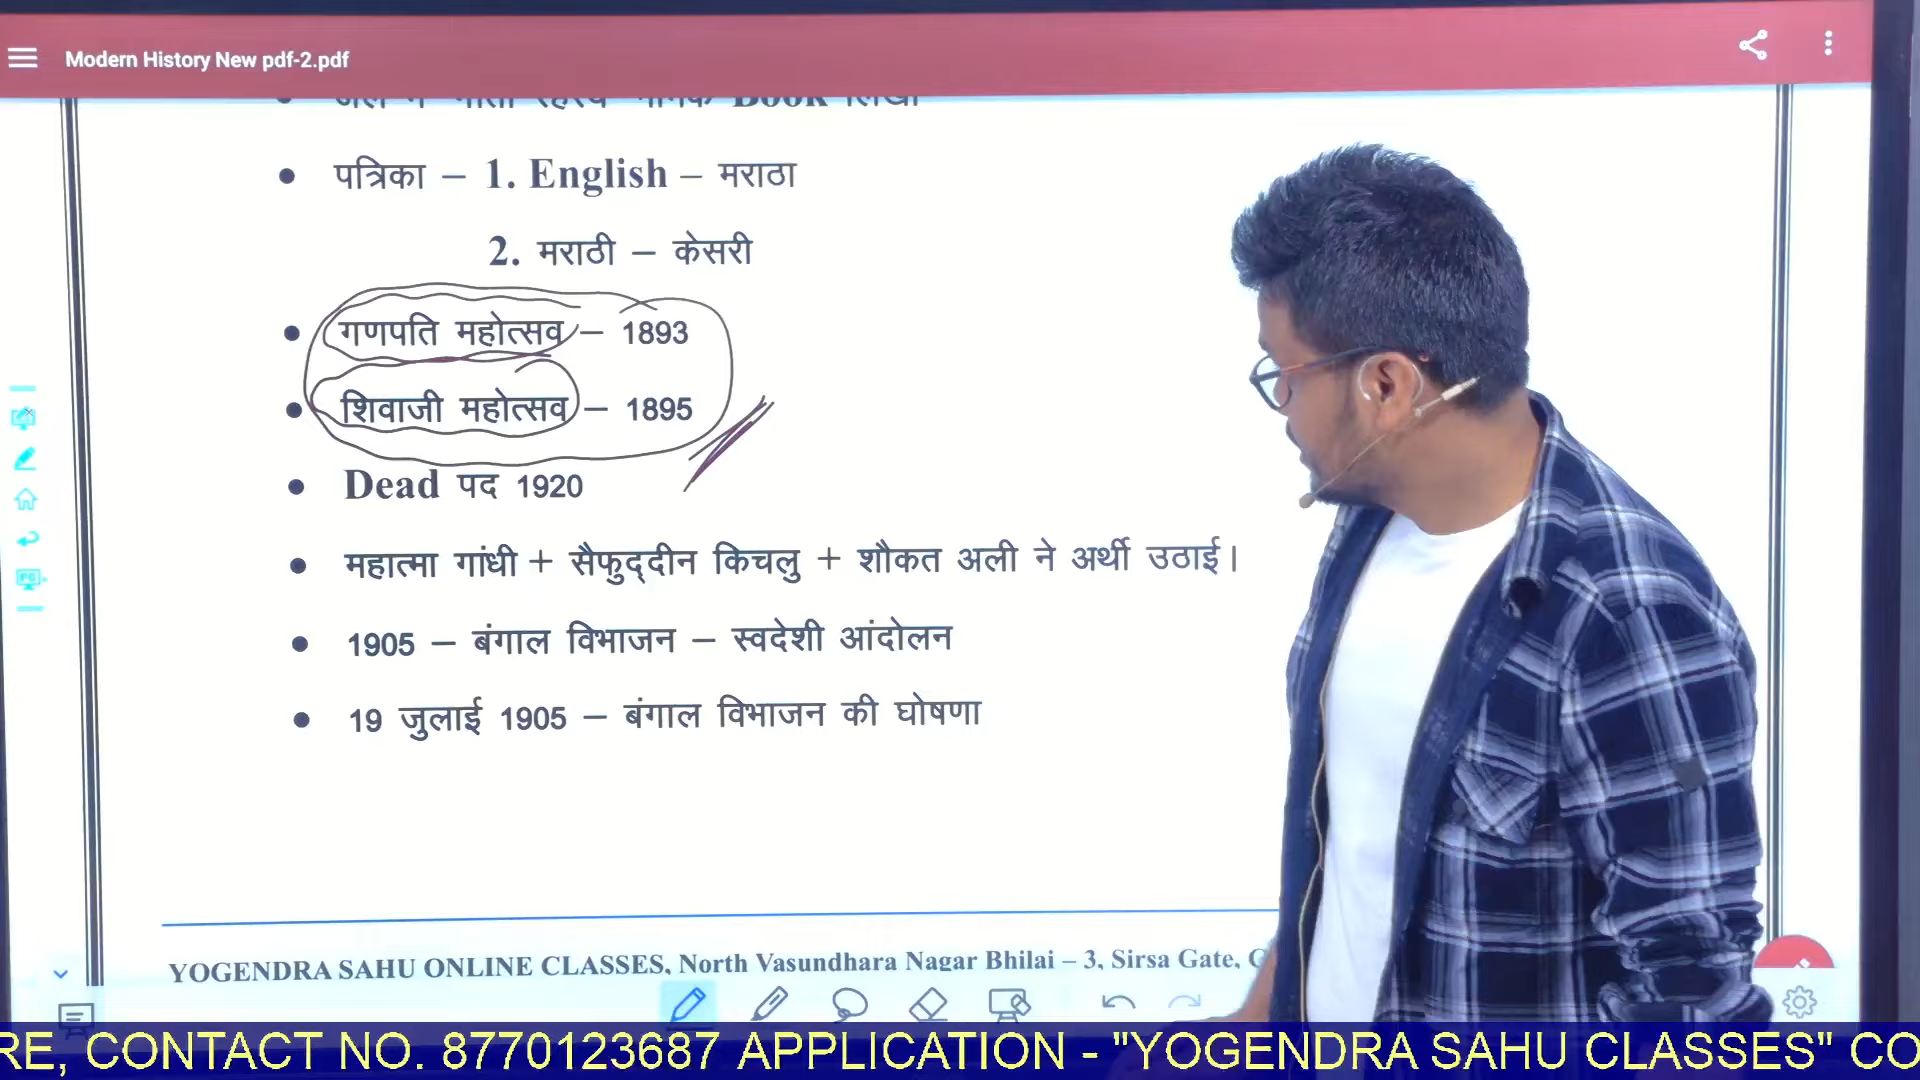 Modern History New pdf-2.pdf
Book लिखा
• पत्रिका – 1. English – मराठा
2. मराठी – केसरी
• गणपति महोत्सव – 1893
• शिवाजी महोत्सव – 1895
• Dead पद 1920
• महात्मा गांधी + सैफुद्दीन किचलु + शौकत अली ने अर्थी उठाई।
• 1905 – बंगाल विभाजन – स्वदेशी आंदोलन
• 19 जुलाई 1905 – बंगाल विभाजन की घोषणा
YOGENDRA SAHU ONLINE CLASSES, North Vasundhara Nagar Bhilai – 3, Sirsa Gate,
RE, CONTACT NO. 8770123687 APPLICATION - "YOGENDRA SAHU CLASSES" CO